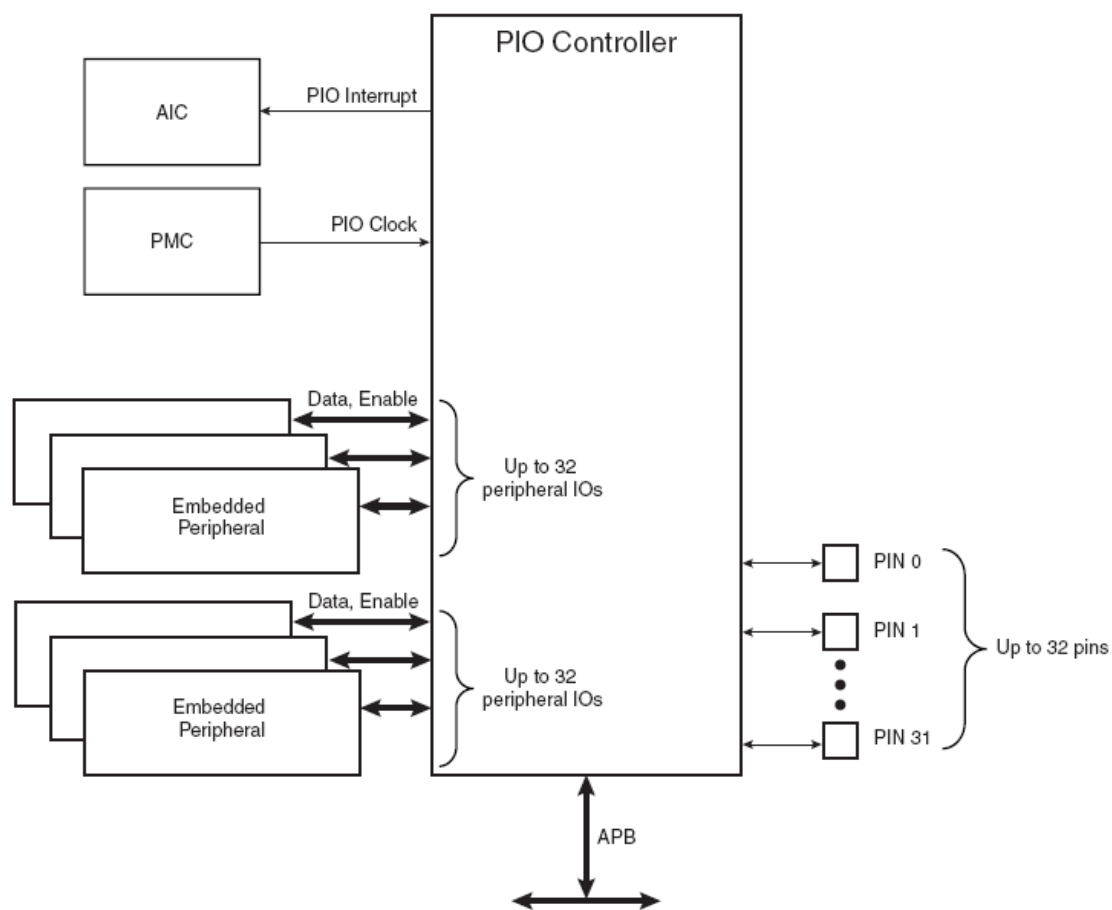 PIO Controller
AIC
PIO Interrupt
PMC
PIO Clock
Data, Enable
Up to 32
peripheral IOs
Embedded
Peripheral
PIN 0
Data, Enable
PIN 1
Up to 32 pins
Up to 32
peripheral IOs
Embedded
Peripheral
PIN 31
APB